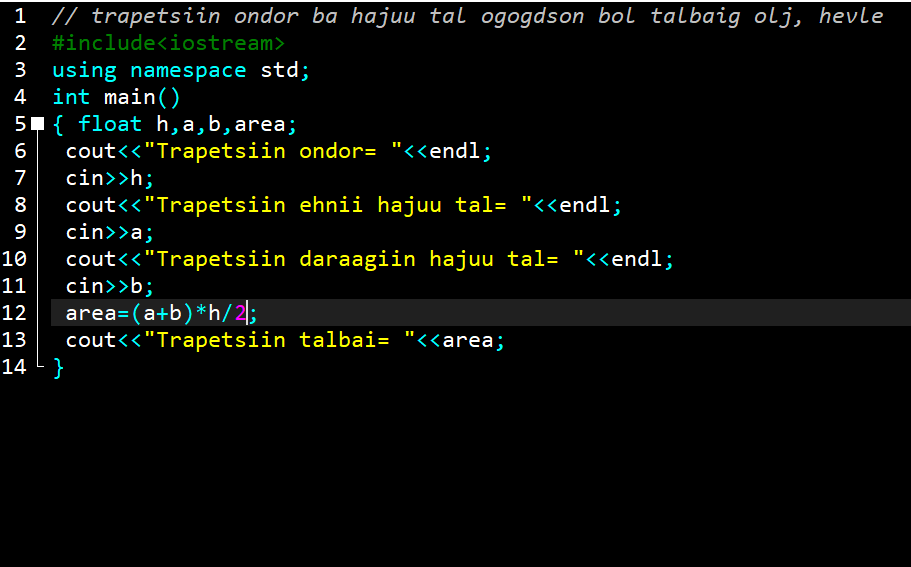 1 // trapetsiin ondor ba hajuu tal ogogdson bol talbaig olj, hevle
2 #include<iostream>
3 using namespace std;
4 int main()
5 { float h,a,b,area;
6 cout<<"Trapetsiin ondor= "<<endl;
7 cin>>h;
8 cout<<"Trapetsiin ehnii hajuu tal= "<<endl;
9 cin>>a;
10 cout<<"Trapetsiin daraagiin hajuu tal= "<<endl;
11 cin>>b;
12 area=(a+b)*h/2;
13 cout<<"Trapetsiin talbai= "<<area;
14 }